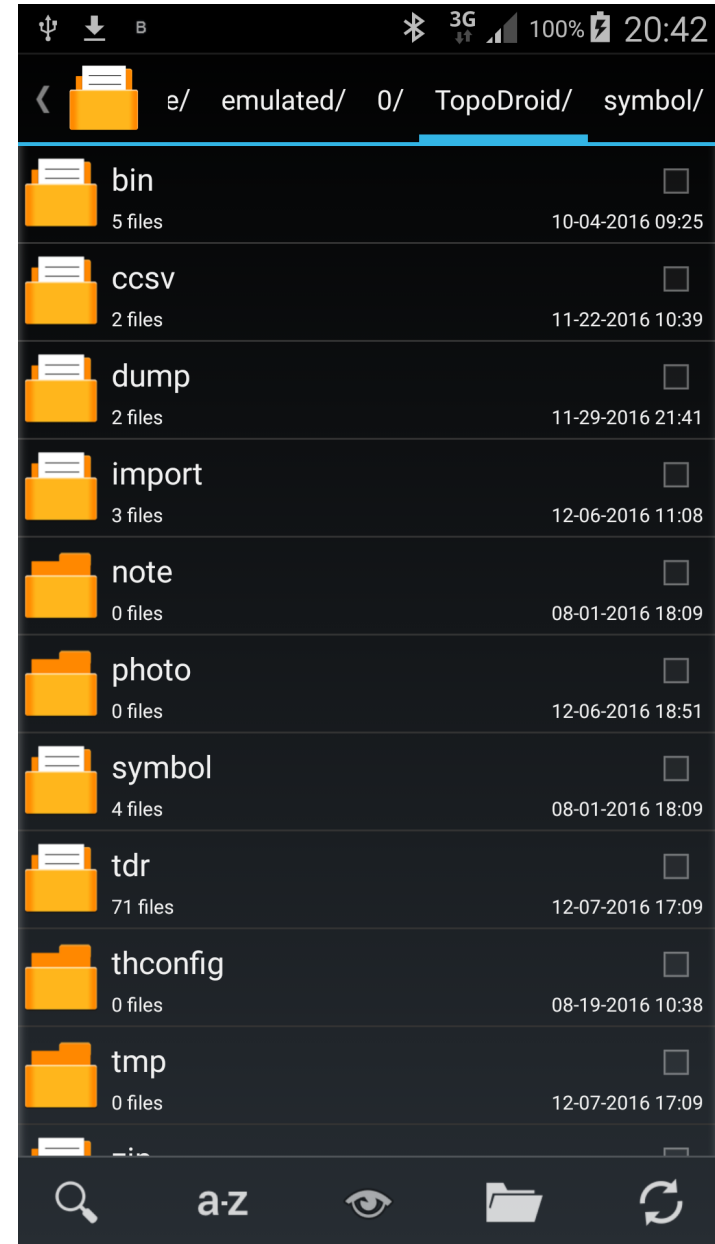 B 3G 100% 20:42
e/ emulated/ 0/ TopoDroid/ symbol/
bin
5 files 10-04-2016 09:25
ccsv
2 files 11-22-2016 10:39
dump
2 files 11-29-2016 21:41
import
3 files 12-06-2016 11:08
note
0 files 08-01-2016 18:09
photo
0 files 12-06-2016 18:51
symbol
4 files 08-01-2016 18:09
tdr
71 files 12-07-2016 17:09
thconfig
0 files 08-19-2016 10:38
tmp
0 files 12-07-2016 17:09
a-z